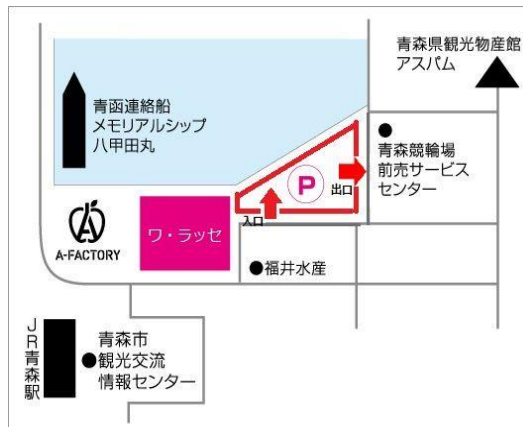 青森県観光物産館
アスパム
青函連絡船
メモリアルシップ
八甲田丸
青森競輪場
前売サービス
センター
P
出口
入口
ワ・ラッセ
A-FACTORY
福井水産
JR青森駅
青森市
観光交流
情報センター